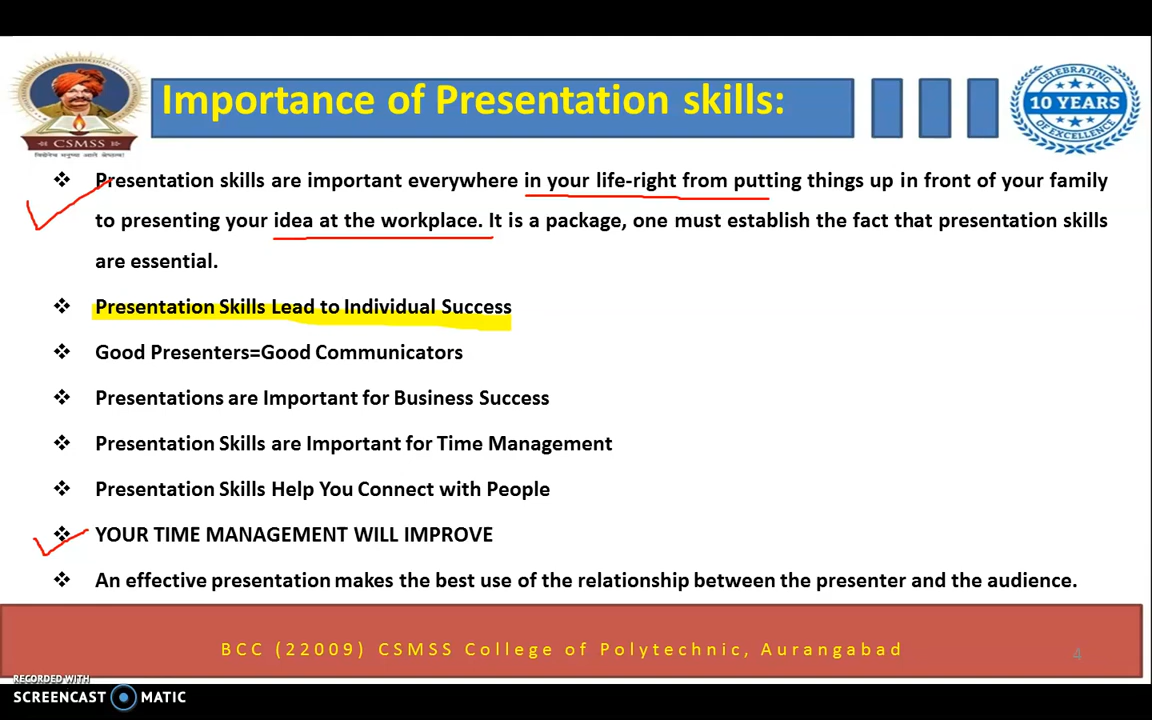 Importance of Presentation skills:
CSMSS
CELEBRATING
10 YEARS
OF EXCELLENCE
❖ Presentation skills are important everywhere in your life-right from putting things up in front of your family
to presenting your idea at the workplace. It is a package, one must establish the fact that presentation skills
are essential.
❖ Presentation Skills Lead to Individual Success
❖ Good Presenters=Good Communicators
❖ Presentations are Important for Business Success
❖ Presentation Skills are Important for Time Management
❖ Presentation Skills Help You Connect with People
❖ YOUR TIME MANAGEMENT WILL IMPROVE
❖ An effective presentation makes the best use of the relationship between the presenter and the audience.
BCC (22009) CSMSS College of Polytechnic, Aurangabad
4
RECORDED WITH
SCREENCAST MATIC